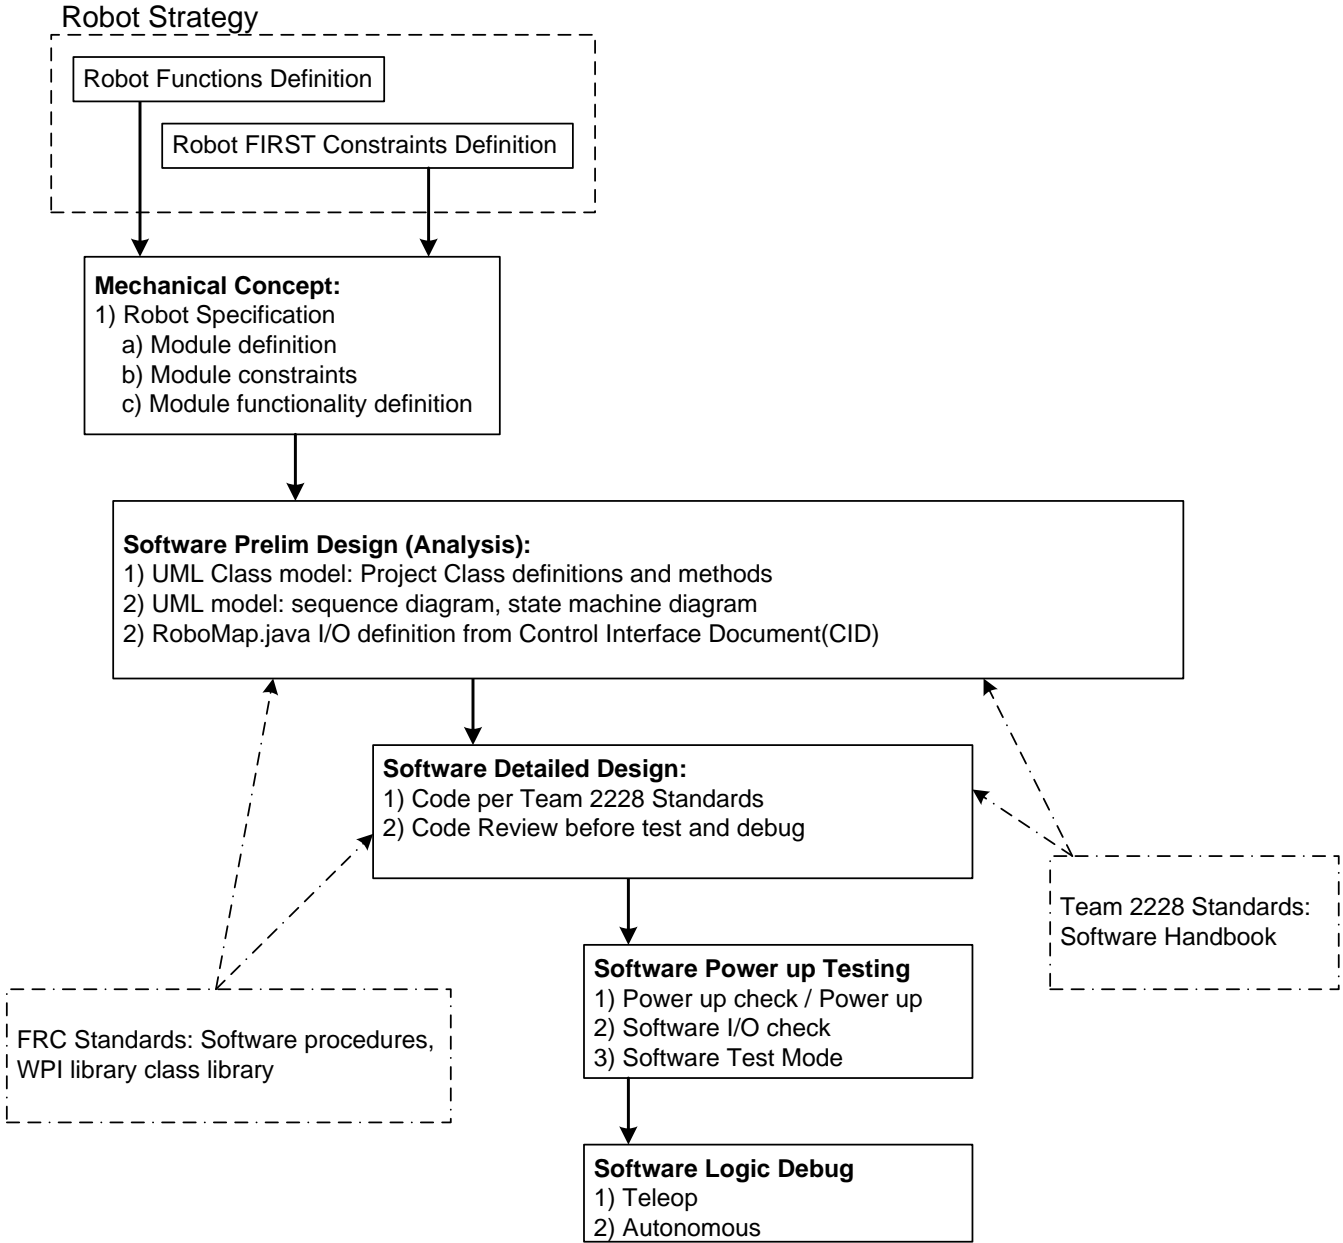 Robot Strategy
Robot Functions Definition
Robot FIRST Constraints Definition
Mechanical Concept:
1) Robot Specification
a) Module definition
b) Module constraints
c) Module functionality definition
Software Prelim Design (Analysis):
1) UML Class model: Project Class definitions and methods
2) UML model: sequence diagram, state machine diagram
2) RoboMap.java I/O definition from Control Interface Document(CID)
Software Detailed Design:
1) Code per Team 2228 Standards
2) Code Review before test and debug
Team 2228 Standards:
Software Handbook
Software Power up Testing
1) Power up check / Power up
2) Software I/O check
3) Software Test Mode
FRC Standards: Software procedures,
WPI library class library
Software Logic Debug
1) Teleop
2) Autonomous